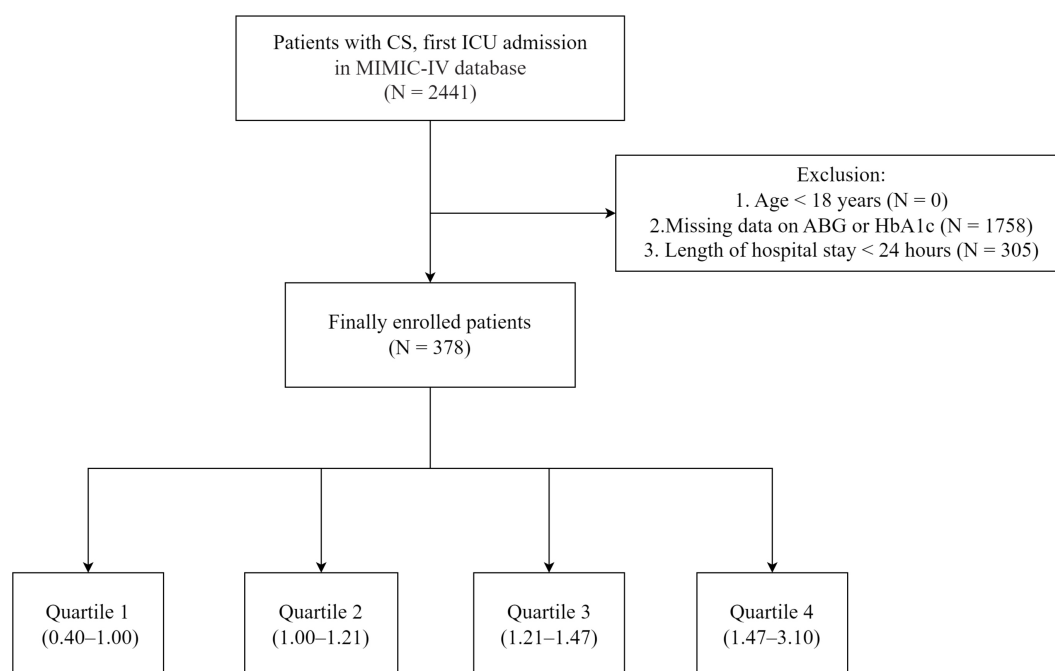 Patients with CS, first ICU admission
in MIMIC-IV database
(N = 2441)
Exclusion:
1. Age < 18 years (N = 0)
2.Missing data on ABG or HbA1c (N = 1758)
3. Length of hospital stay < 24 hours (N = 305)
Finally enrolled patients
(N = 378)
Quartile 1
(0.40–1.00)
Quartile 2
(1.00–1.21)
Quartile 3
(1.21–1.47)
Quartile 4
(1.47–3.10)